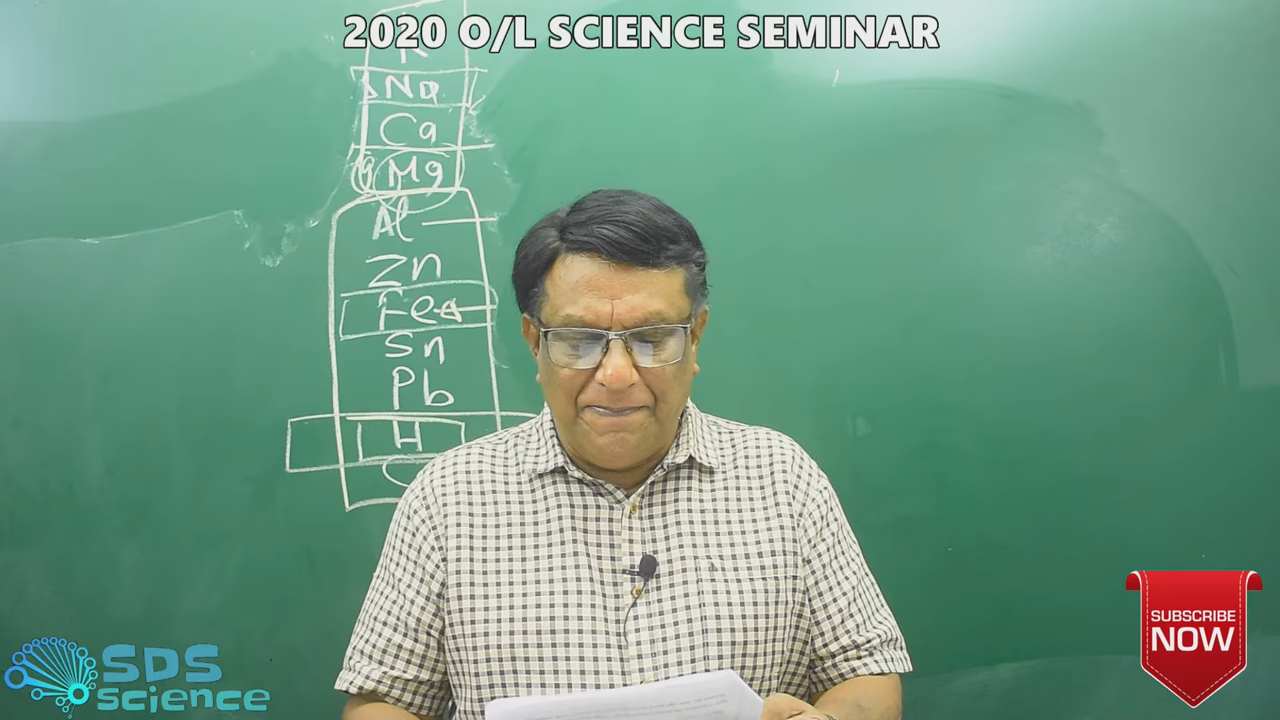 2020 O/L SCIENCE SEMINAR
K
Na
Ca
Mg
Al
Zn
Fe
Sn
Pb
H
SUBSCRIBE
NOW
SDS
science